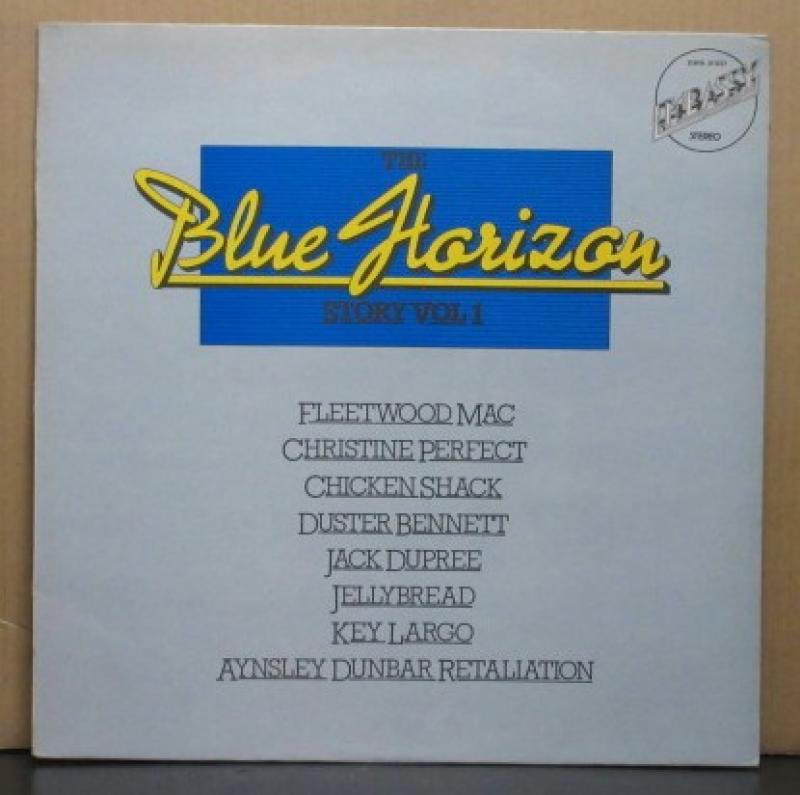 EMBASSY
STEREO
THE
Blue Horizon
STORY VOL 1
FLEETWOOD MAC
CHRISTINE PERFECT
CHICKEN SHACK
DUSTER BENNETT
JACK DUPREE
JELLYBREAD
KEY LARGO
AYNSLEY DUNBAR RETALIATION